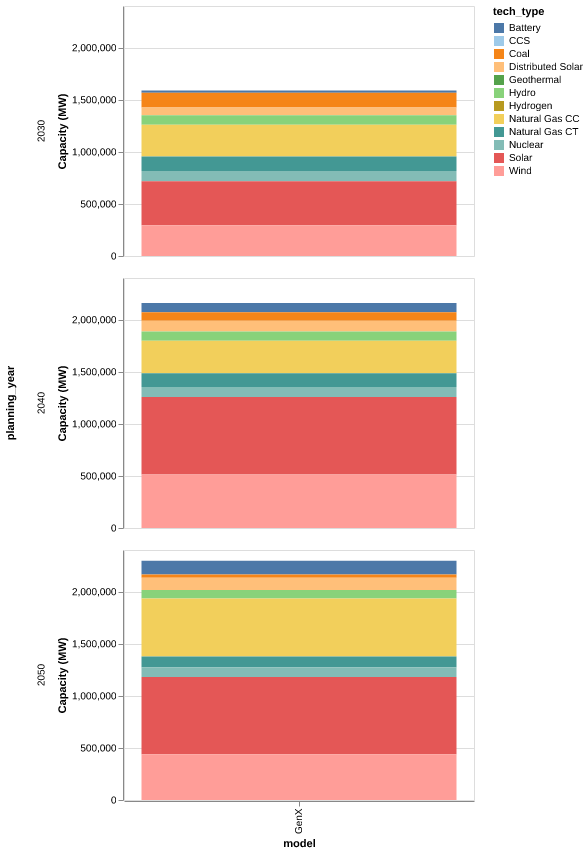 tech_type
Battery
CCS
Coal
Distributed Solar
Geothermal
Hydro
Hydrogen
Natural Gas CC
Natural Gas CT
Nuclear
Solar
Wind
planning_year
2030
Capacity (MW)
2,000,000
1,500,000
1,000,000
500,000
0
2040
Capacity (MW)
2,000,000
1,500,000
1,000,000
500,000
0
2050
Capacity (MW)
2,000,000
1,500,000
1,000,000
500,000
0
GenX
model